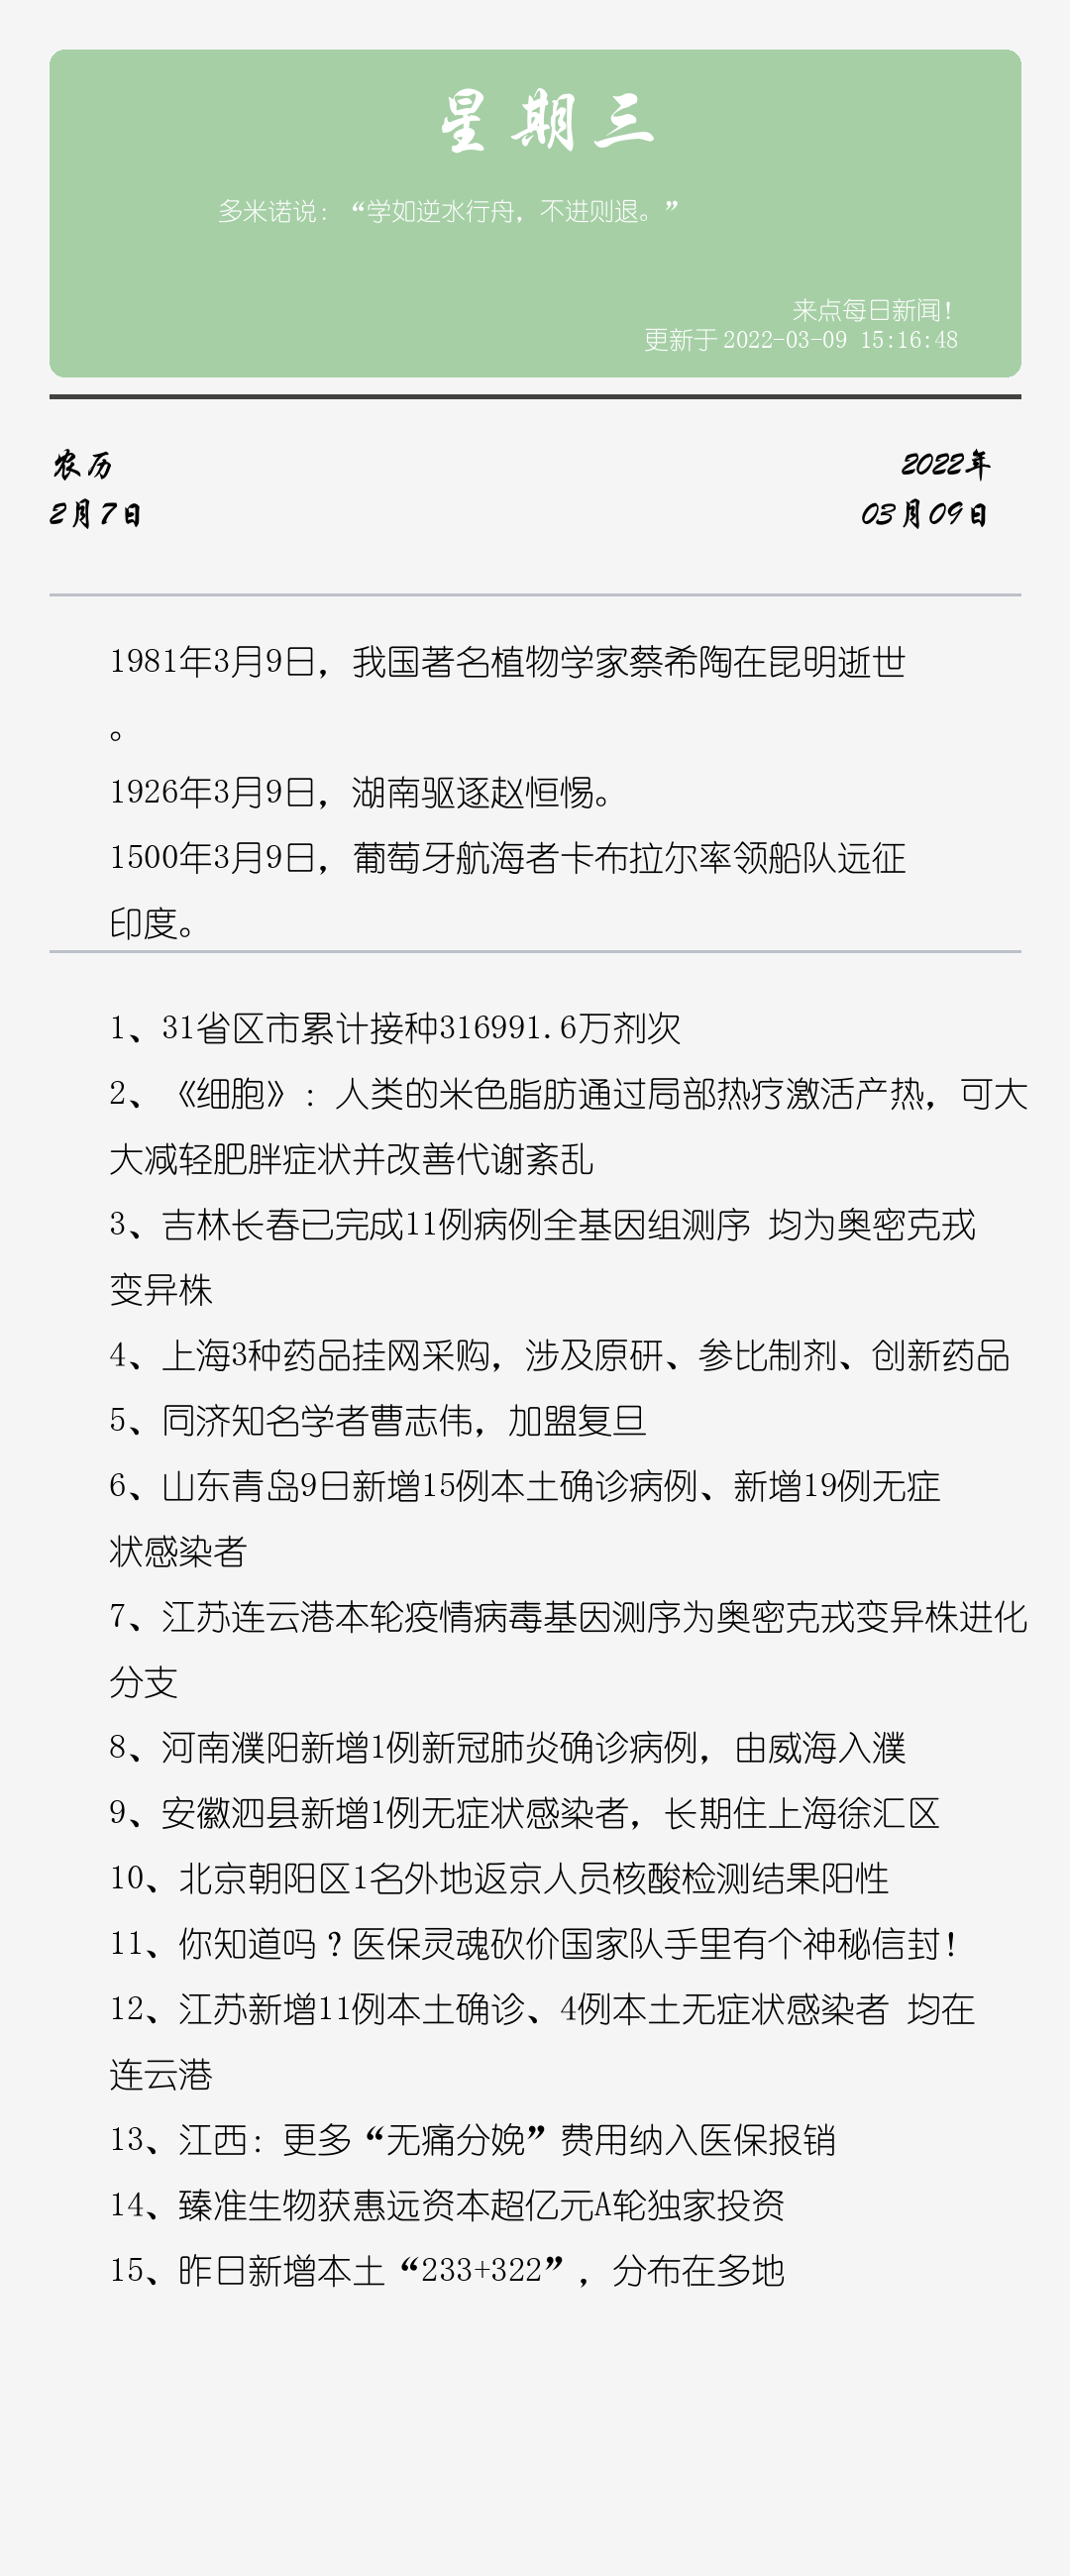 星期三
多米诺说：“学如逆水行舟，不进则退。”
来点每日新闻！
更新于 2022-03-09 15:16:48
农历
2022年
2月7日
03月09日
1981年3月9日，我国著名植物学家蔡希陶在昆明逝世
。
1926年3月9日，湖南驱逐赵恒惕。
1500年3月9日，葡萄牙航海者卡布拉尔率领船队远征
印度。
1、31省区市累计接种316991.6万剂次
2、《细胞》：人类的米色脂肪通过局部热疗激活产热，可大
大减轻肥胖症状并改善代谢紊乱
3、吉林长春已完成11例病例全基因组测序 均为奥密克戎
变异株
4、上海3种药品挂网采购，涉及原研、参比制剂、创新药品
5、同济知名学者曹志伟，加盟复旦
6、山东青岛9日新增15例本土确诊病例、新增19例无症
状感染者
7、江苏连云港本轮疫情病毒基因测序为奥密克戎变异株进化
分支
8、河南濮阳新增1例新冠肺炎确诊病例，由威海入濮
9、安徽泗县新增1例无症状感染者，长期住上海徐汇区
10、北京朝阳区1名外地返京人员核酸检测结果阳性
11、你知道吗？医保灵魂砍价国家队手里有个神秘信封！
12、江苏新增11例本土确诊、4例本土无症状感染者 均在
连云港
13、江西：更多“无痛分娩”费用纳入医保报销
14、臻准生物获惠远资本超亿元A轮独家投资
15、昨日新增本土“233+322”，分布在多地